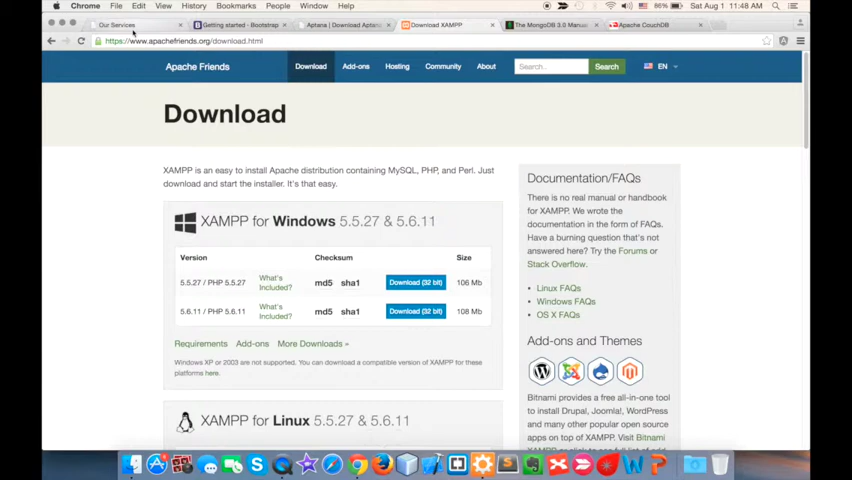 Chrome File Edit View History Bookmarks People Window Help
Sat Aug 1 11:48 AM
Our Services
Getting started · Bootstrap
Aptana | Download Aptana
Download XAMPP
The MongoDB 3.0 Manual
Apache CouchDB
https://www.apachefriends.org/download.html
Apache Friends
Download Add-ons Hosting Community About
Search...
Search
EN
Download
XAMPP is an easy to install Apache distribution containing MySQL, PHP, and Perl. Just
download and start the installer. It's that easy.
XAMPP for Windows 5.5.27 & 5.6.11
Version Checksum Size
5.5.27 / PHP 5.5.27 What's Included? md5 sha1 Download (32 bit) 106 Mb
5.6.11 / PHP 5.6.11 What's Included? md5 sha1 Download (32 bit) 108 Mb
Requirements Add-ons More Downloads »
Windows XP or 2003 are not supported. You can download a compatible version of XAMPP for these
platforms here.
XAMPP for Linux 5.5.27 & 5.6.11
Documentation/FAQs
There is no real manual or handbook
for XAMPP. We wrote the
documentation in the form of FAQs.
Have a burning question that's not
answered here? Try the Forums or
Stack Overflow.
• Linux FAQs
• Windows FAQs
• OS X FAQs
Add-ons and Themes
Bitnami provides a free all-in-one tool
to install Drupal, Joomla!, WordPress
and many other popular open source
apps on top of XAMPP. Visit Bitnami